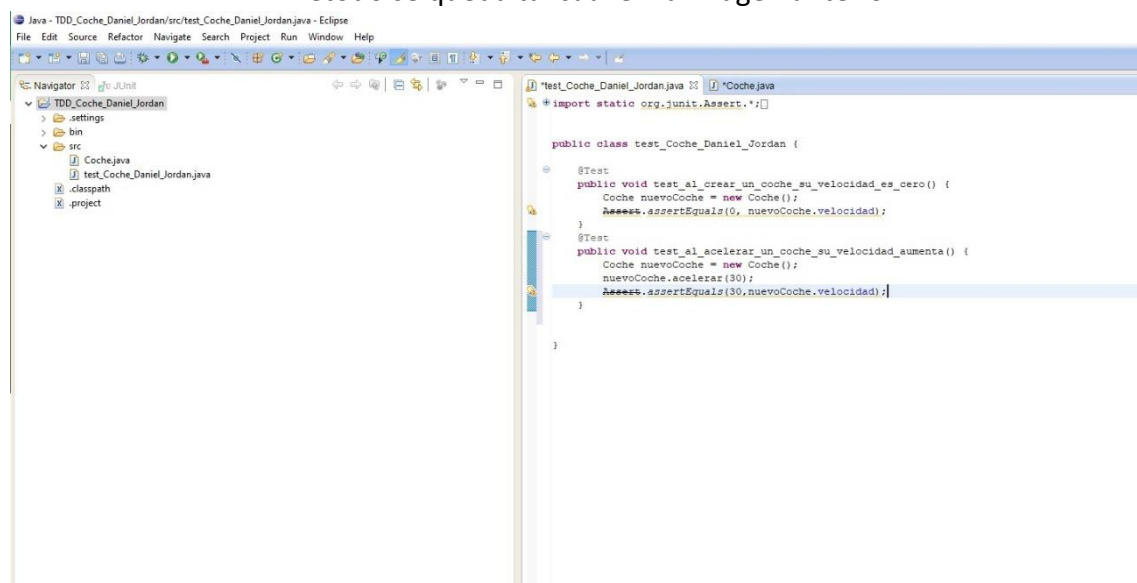 Java - TDD_Coche_Daniel_Jordan/src/test_Coche_Daniel_Jordan.java - Eclipse
File Edit Source Refactor Navigate Search Project Run Window Help
Navigator JUnit
TDD_Coche_Daniel_Jordan
.settings
bin
src
Coche.java
test_Coche_Daniel_Jordan.java
.classpath
.project
*test_Coche_Daniel_Jordan.java *Coche.java
import static org.junit.Assert.*;
public class test_Coche_Daniel_Jordan {
@Test
public void test_al_crear_un_coche_su_velocidad_es_cero() {
Coche nuevoCoche = new Coche();
Assert.assertEquals(0, nuevoCoche.velocidad);
}
@Test
public void test_al_acelerar_un_coche_su_velocidad_aumenta() {
Coche nuevoCoche = new Coche();
nuevoCoche.acelerar(30);
Assert.assertEquals(30,nuevoCoche.velocidad);
}
}